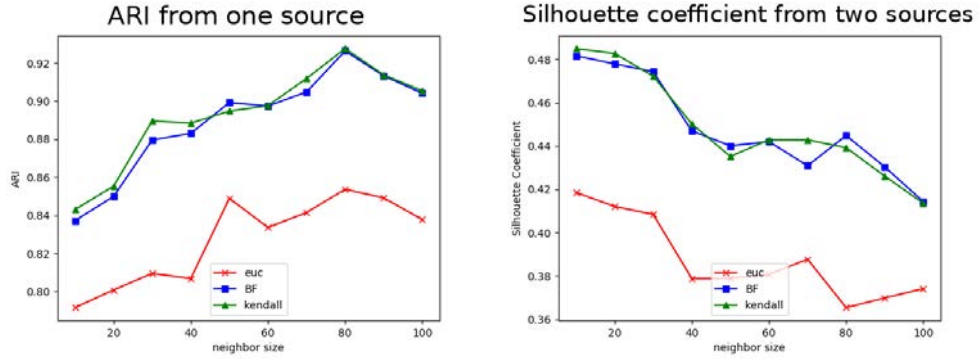 ARI from one source
ARI
0.92
0.90
0.88
0.86
0.84
0.82
0.80
euc
BF
kendall
20
40
60
80
100
neighbor size
Silhouette coefficient from two sources
Silhouette Coefficient
0.48
0.46
0.44
0.42
0.40
0.38
0.36
euc
BF
kendall
20
40
60
80
100
neighbor size